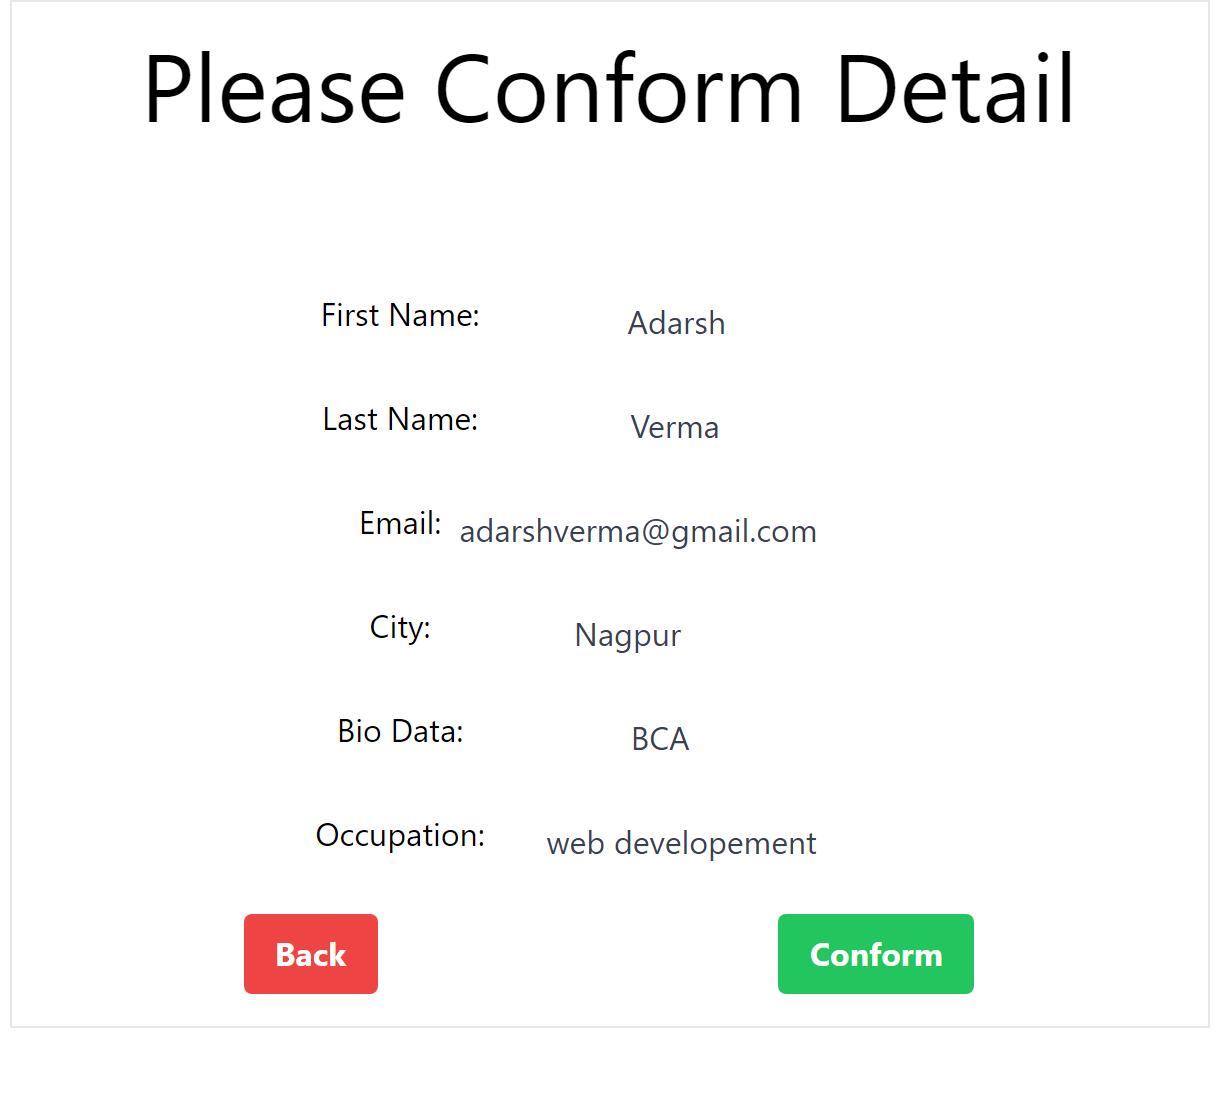 Please Conform Detail
First Name: Adarsh
Last Name: Verma
Email: adarshverma@gmail.com
City: Nagpur
Bio Data: BCA
Occupation: web developement
Back Conform